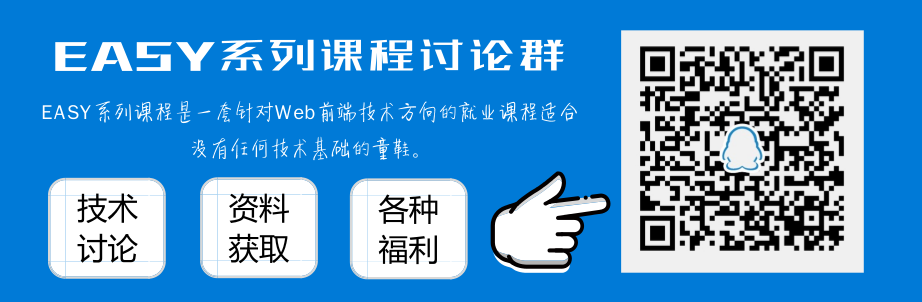 EASY系列课程讨论群
EASY系列课程是一套针对Web前端技术方向的就业课程适合
没有任何技术基础的童鞋。
技术
讨论
资料
获取
各种
福利